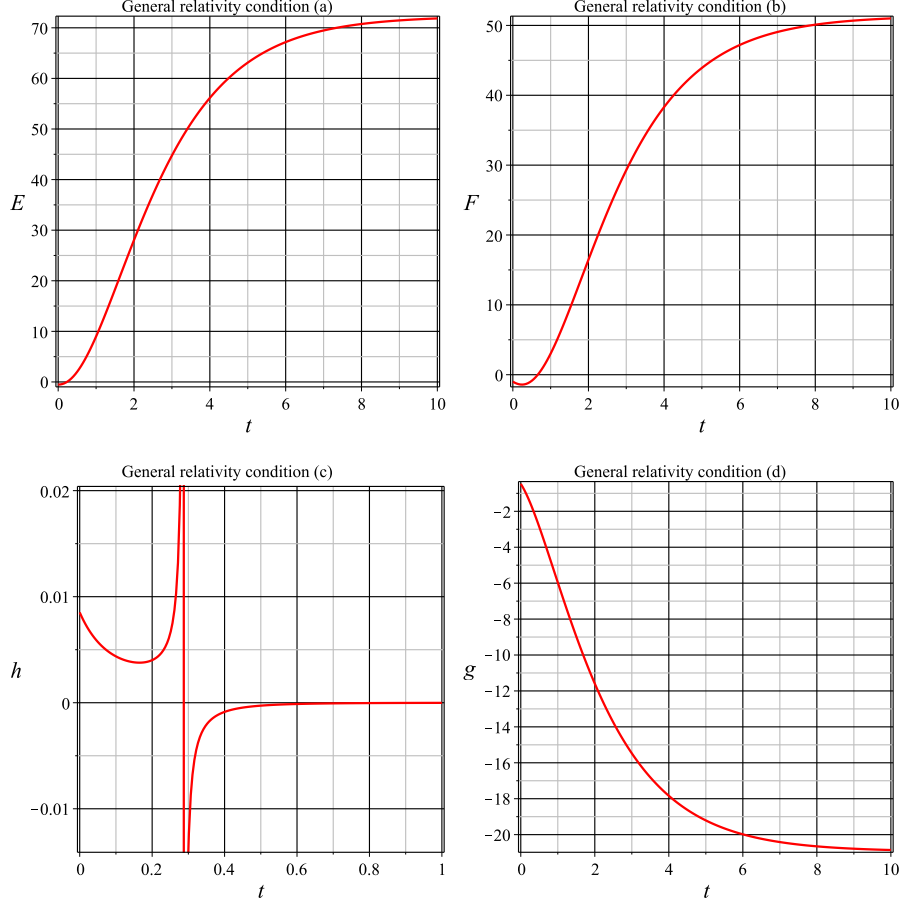 General relativity condition (a)
70
60
50
40
30
20
10
0
E
0 2 4 6 8 10
t
General relativity condition (b)
50
40
30
20
10
0
F
0 2 4 6 8 10
t
General relativity condition (c)
0.02
0.01
0
−0.01
h
0 0.2 0.4 0.6 0.8 1
t
General relativity condition (d)
−2
−4
−6
−8
−10
−12
−14
−16
−18
−20
g
0 2 4 6 8 10
t